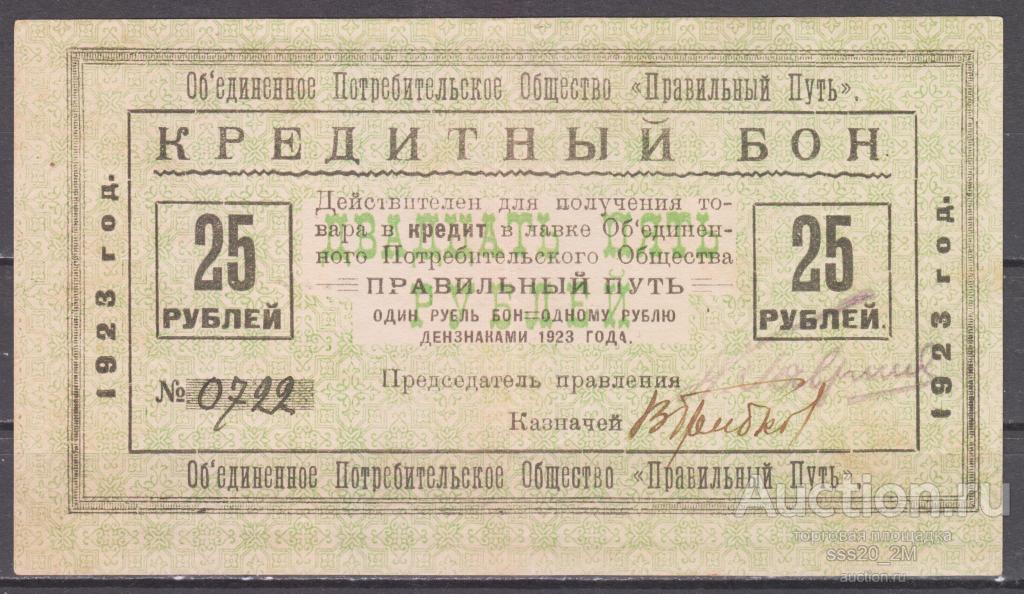 Об'единенное Потребительское Общество „Правильный Путь".
КРЕДИТНЫЙ БОН
1923 год.
25
РУБЛЕЙ
Действителен для получения то-
вара в кредит в лавке Об'единен-
ного Потребительского Общества
ПРАВИЛЬНЫЙ ПУТЬ
ОДИН РУБЛЬ БОН=ОДНОМУ РУБЛЮ
ДЕНЗНАКАМИ 1923 ГОДА.
ДВАДЦАТЬ ПЯТЬ
РУБЛЕЙ
25
РУБЛЕЙ.
1923 год.
№ 0722
Председатель правления
Казначей
Об'единенное Потребительское Общество „Правильный Путь"
Auction.ru
торговая площадка
sss20_2M
auction.ru